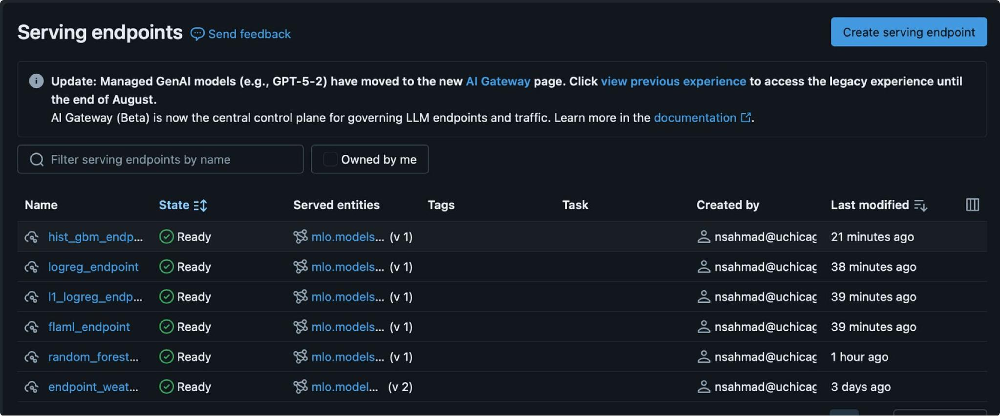 Serving endpoints Send feedback
Create serving endpoint
Update: Managed GenAI models (e.g., GPT-5-2) have moved to the new AI Gateway page. Click view previous experience to access the legacy experience until
the end of August.
AI Gateway (Beta) is now the central control plane for governing LLM endpoints and traffic. Learn more in the documentation.
Filter serving endpoints by name Owned by me
Name State Served entities Tags Task Created by Last modified
hist_gbm_endp... Ready mlo.models... (v 1) nsahmad@uchicag 21 minutes ago
logreg_endpoint Ready mlo.models... (v 1) nsahmad@uchicag 38 minutes ago
l1_logreg_endp... Ready mlo.models... (v 1) nsahmad@uchicag 39 minutes ago
flaml_endpoint Ready mlo.models... (v 1) nsahmad@uchicag 39 minutes ago
random_forest... Ready mlo.models... (v 1) nsahmad@uchicag 1 hour ago
endpoint_weat... Ready mlo.model... (v 2) nsahmad@uchicag 3 days ago